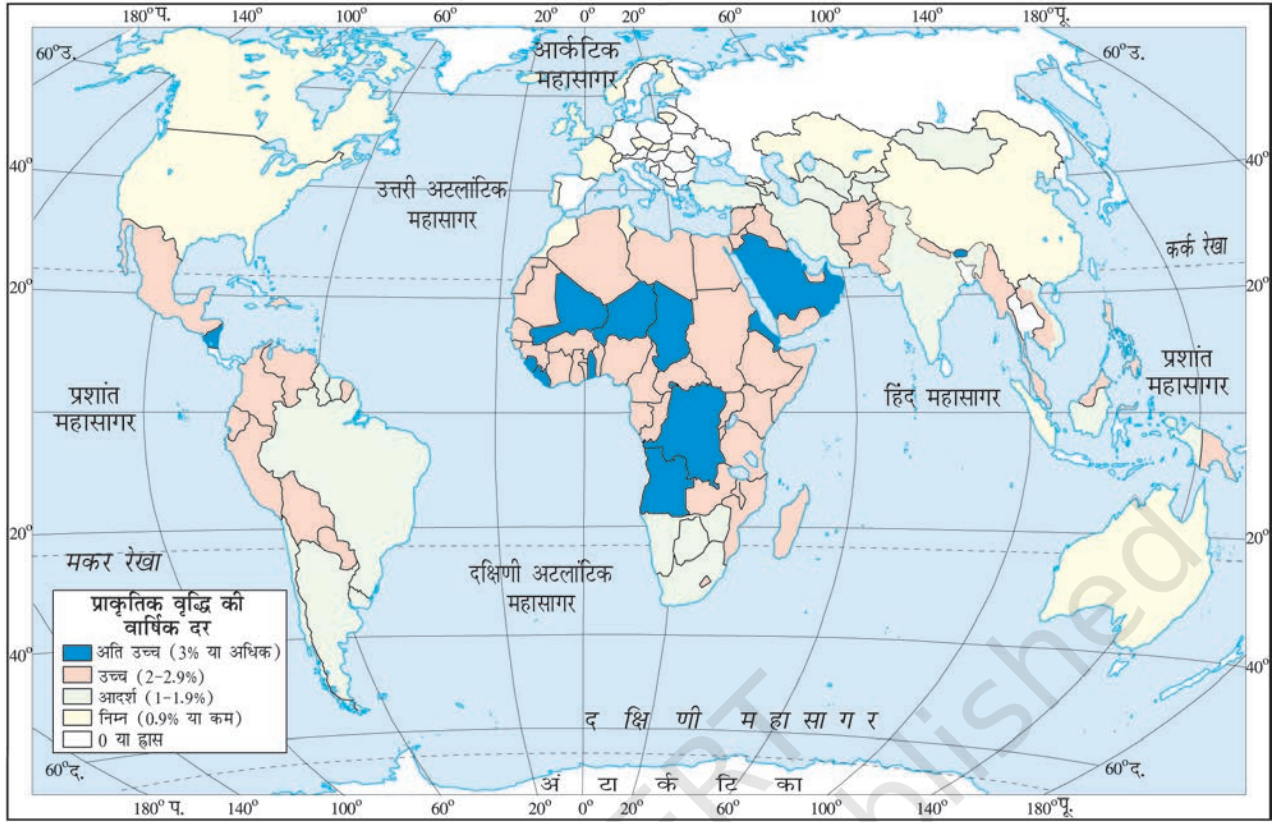 180° प. 140° 100° 60° 20° 0° 20° 60° 100° 140° 180° पू.
60° उ.
60° उ.
आर्कटिक
महासागर
40°
40°
उत्तरी अटलांटिक
महासागर
कर्क रेखा
20°
20°
प्रशांत
महासागर
हिंद महासागर
प्रशांत
महासागर
20°
20°
मकर रेखा
दक्षिणी अटलांटिक
महासागर
प्राकृतिक वृद्धि की
वार्षिक दर
अति उच्च (3% या अधिक)
उच्च (2-2.9%)
आदर्श (1-1.9%)
निम्न (0.9% या कम)
0 या ह्रास
40°
40°
द क्षि णी म हा सा ग र
60° द.
60° द.
अं टा र्क टि का
180° प. 140° 100° 60° 20° 0° 20° 60° 100° 140° 180° पू.